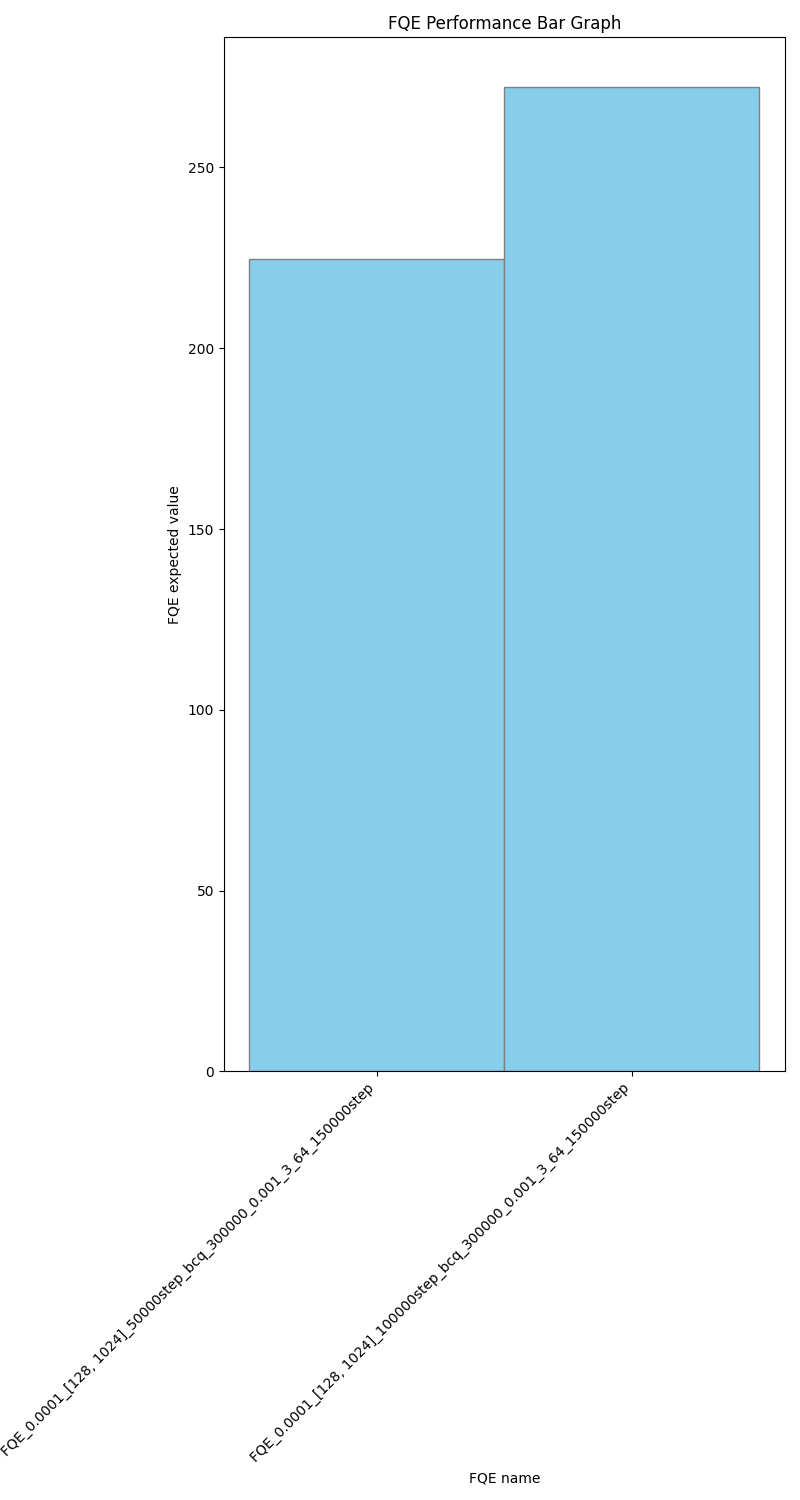 FQE Performance Bar Graph
250
200
150
100
50
0
FQE expected value
FQE_0.0001_[128, 1024]_50000step_bcq_300000_0.001_3_64_150000step
FQE_0.0001_[128, 1024]_100000step_bcq_300000_0.001_3_64_150000step
FQE name